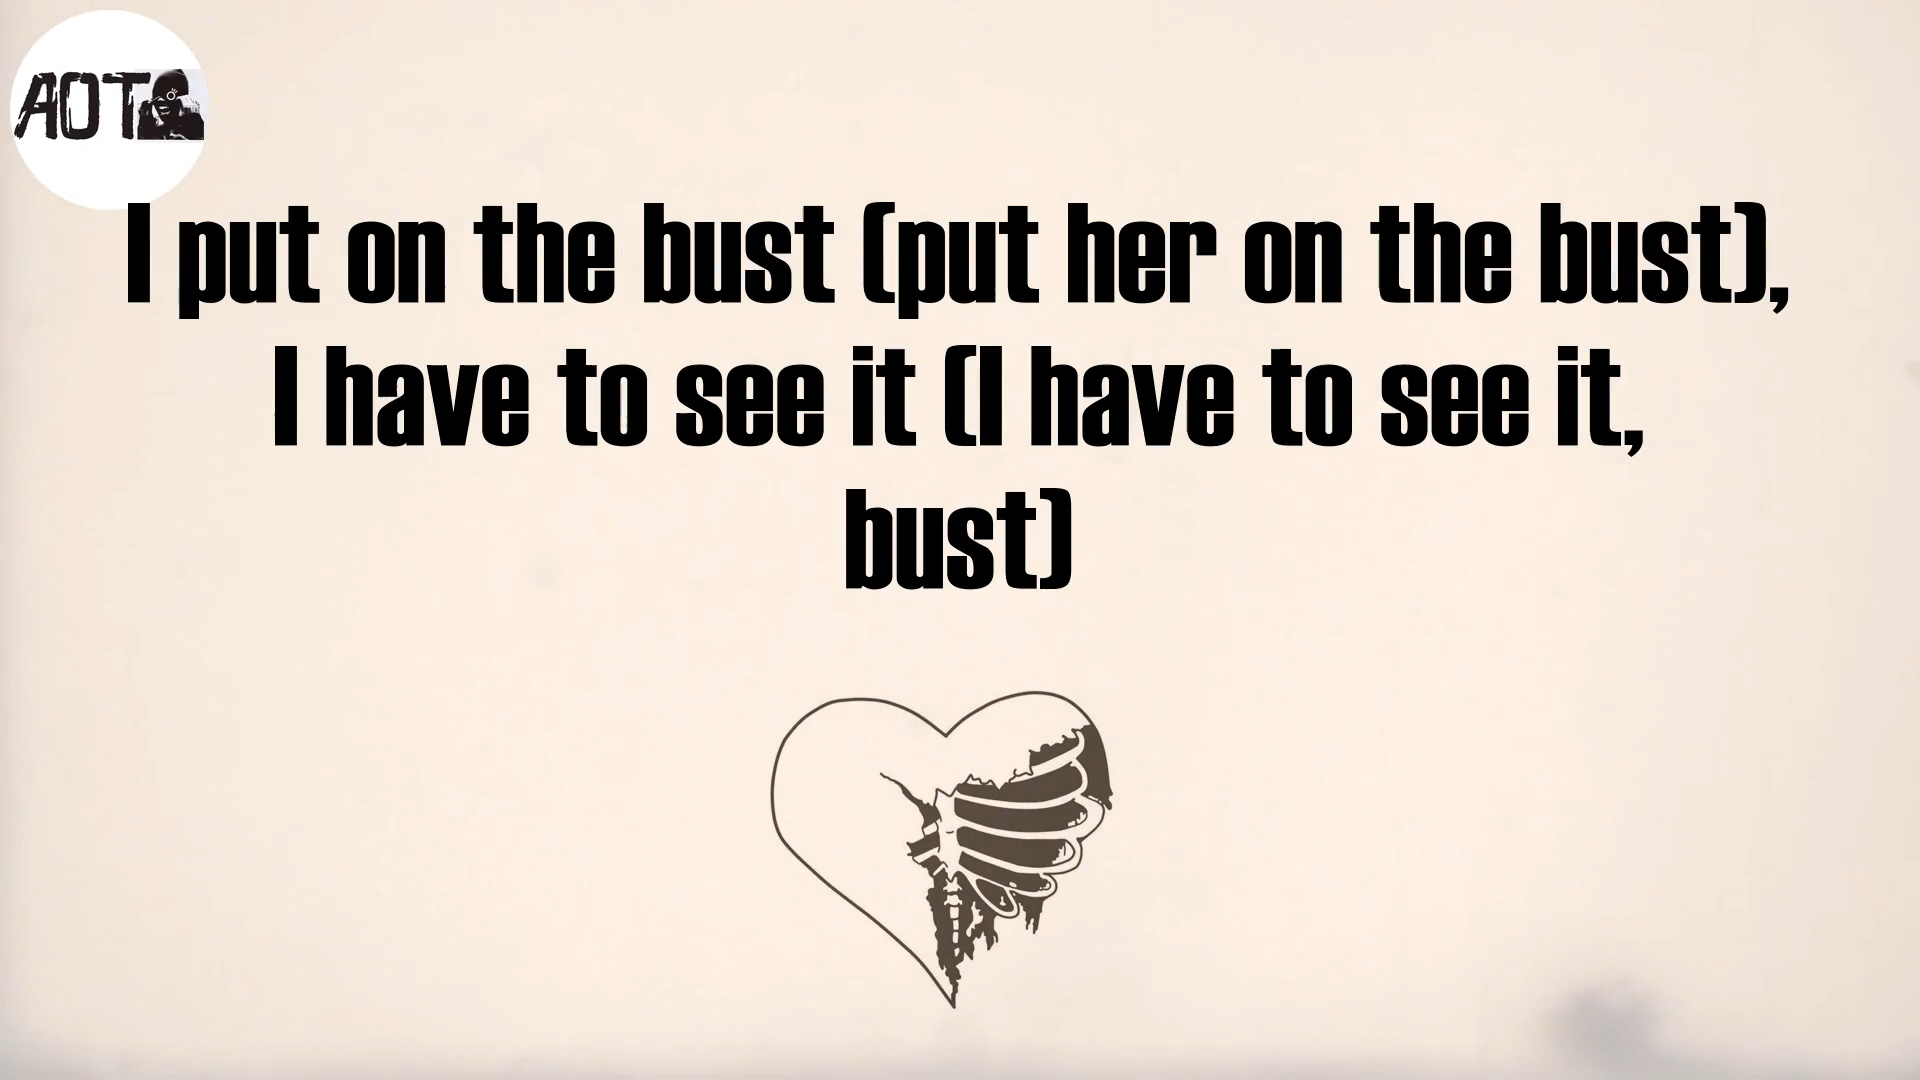 AOT
I put on the bust (put her on the bust),
I have to see it (I have to see it,
bust)